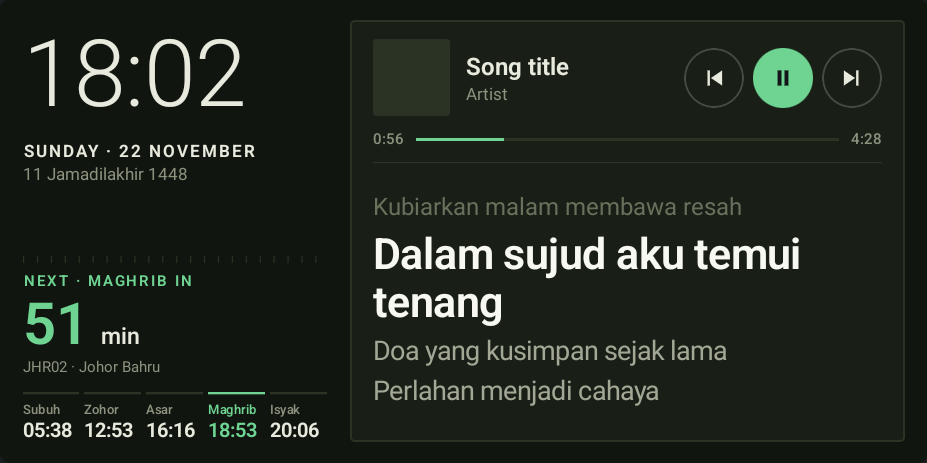 18:02
SUNDAY · 22 NOVEMBER
11 Jamadilakhir 1448
NEXT · MAGHRIB IN
51 min
JHR02 · Johor Bahru
Subuh Zohor Asar Maghrib Isyak
05:38 12:53 16:16 18:53 20:06
Song title
Artist
0:56 4:28
Kubiarkan malam membawa resah
Dalam sujud aku temui
tenang
Doa yang kusimpan sejak lama
Perlahan menjadi cahaya